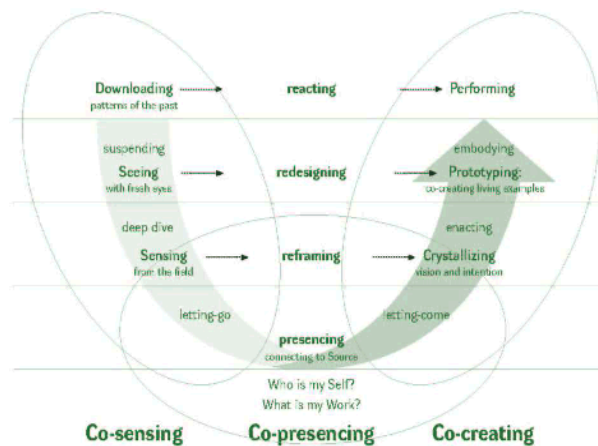 Downloading
patterns of the past
reacting
Performing
suspending
embodying
Seeing
with fresh eyes
redesigning
Prototyping:
co-creating living examples
deep dive
enacting
Sensing
from the field
reframing
Crystallizing
vision and intention
letting-go
letting-come
presencing
connecting to Source
Who is my Self?
What is my Work?
Co-sensing
Co-presencing
Co-creating